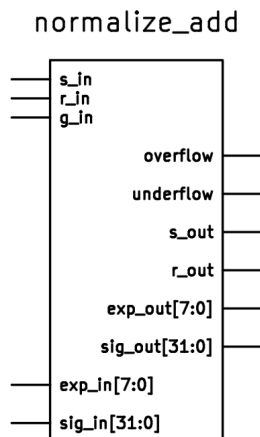 normalize_add
s_in
r_in
g_in
overflow
underflow
s_out
r_out
exp_out[7:0]
sig_out[31:0]
exp_in[7:0]
sig_in[31:0]